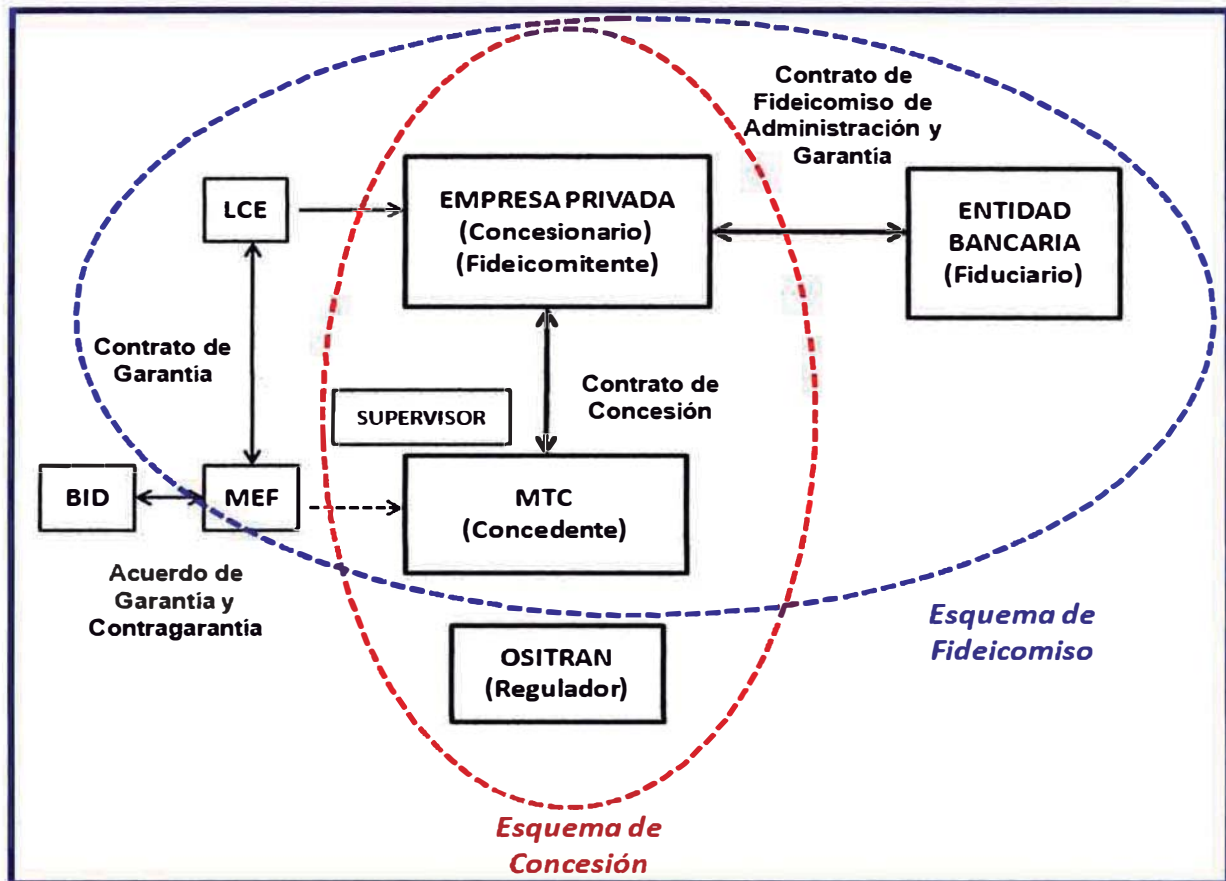 Contrato de
Fideicomiso de
Administración y
Garantía
LCE
EMPRESA PRIVADA
(Concesionario)
(Fideicomitente)
ENTIDAD
BANCARIA
(Fiduciario)
Contrato de
Garantía
Contrato de
Concesión
SUPERVISOR
BID
MEF
MTC
(Concedente)
Acuerdo de
Garantía y
Contragarantía
Esquema de
Fideicomiso
OSITRAN
(Regulador)
Esquema de
Concesión